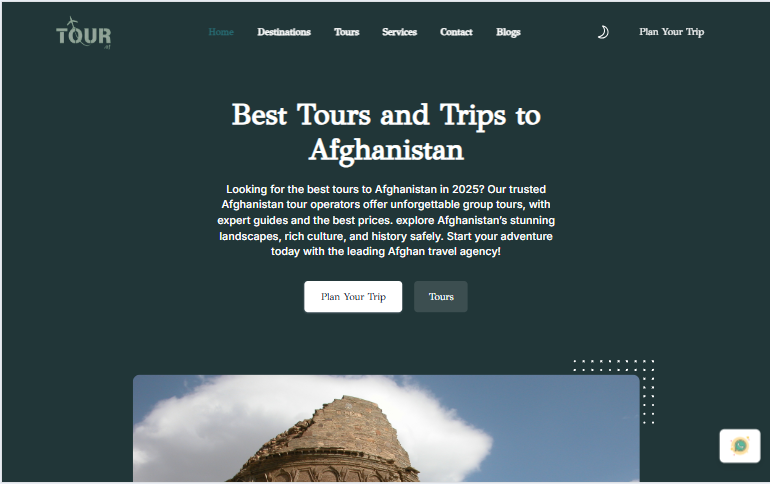 TOUR
.af
Home Destinations Tours Services Contact Blogs Plan Your Trip
Best Tours and Trips to
Afghanistan
Looking for the best tours to Afghanistan in 2025? Our trusted
Afghanistan tour operators offer unforgettable group tours, with
expert guides and the best prices. explore Afghanistan's stunning
landscapes, rich culture, and history safely. Start your adventure
today with the leading Afghan travel agency!
Plan Your Trip Tours